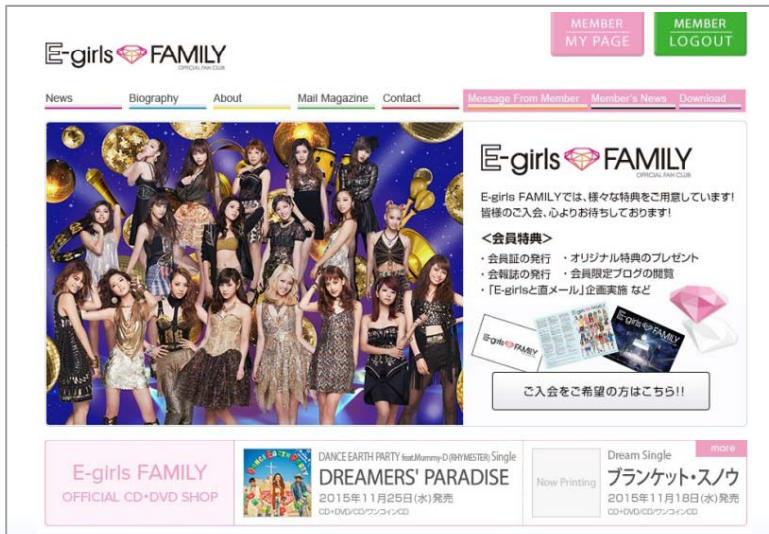 MEMBER
MY PAGE
MEMBER
LOGOUT
E-girls FAMILY
OFFICIAL FAN CLUB
News Biography About Mail Magazine Contact Message From Member Member's News Download
E-girls FAMILY
OFFICIAL FAN CLUB
E-girls FAMILYでは、様々な特典をご用意しています!
皆様のご入会、心よりお待ちしております!
<会員特典>
・会員証の発行 ・オリジナル特典のプレゼント
・会報誌の発行 ・会員限定ブログの閲覧
・「E-girlsと直メール」企画実施 など
E-girls FAMILY
E-girls FAMILY
ご入会をご希望の方はこちら!!
E-girls FAMILY
OFFICIAL CD・DVD SHOP
DANCE EARTH PARTY
DANCE EARTH PARTY feat.Mummy-D (RHYMESTER) Single
DREAMERS' PARADISE
2015年11月25日(水)発売
CD+DVD/CD/ワンコインCD
more
Now Printing
Dream Single
ブランケット・スノウ
2015年11月18日(水)発売
CD+DVD/CD/ワンコインCD